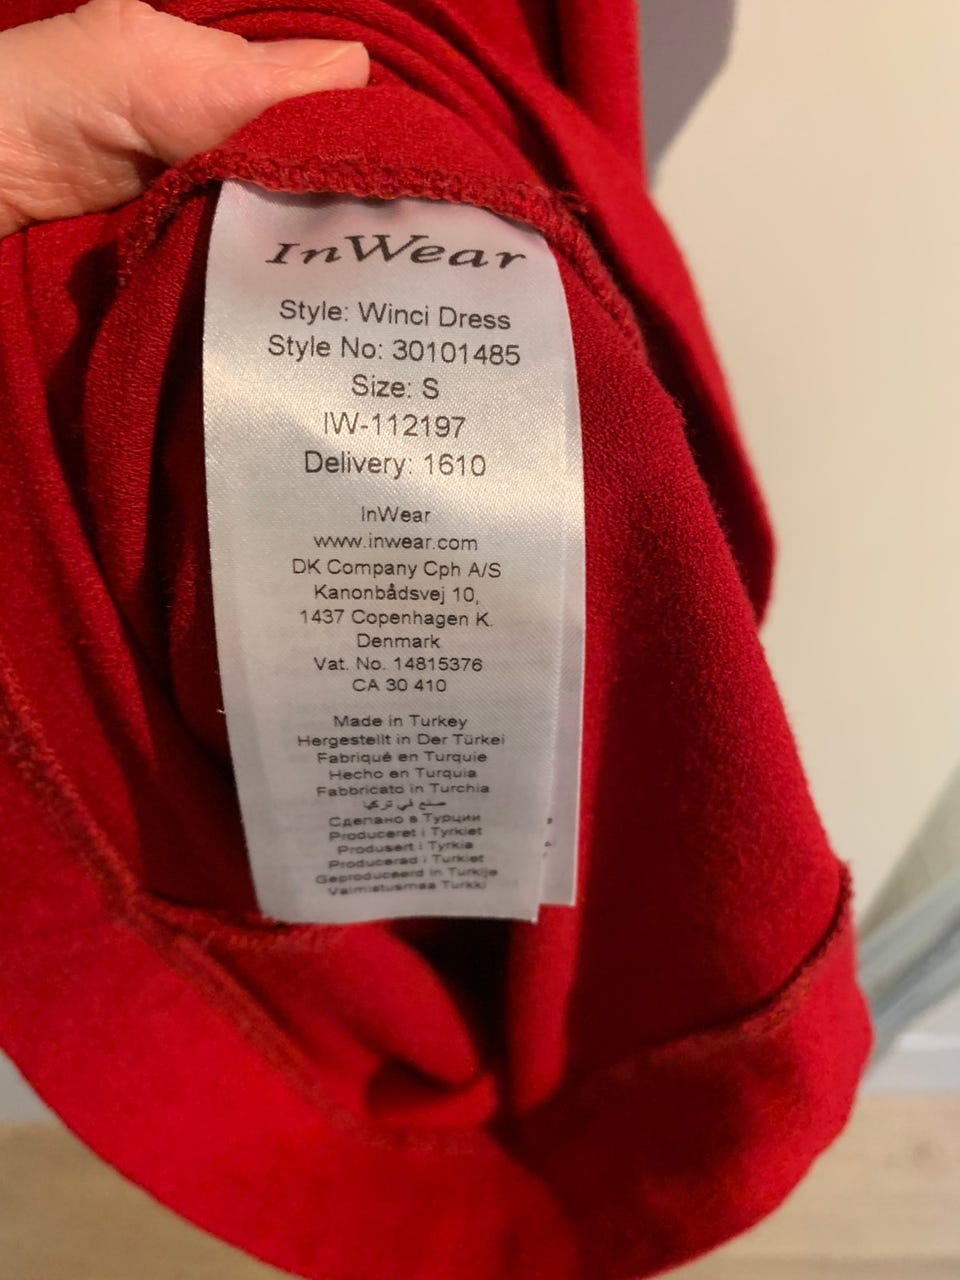 InWear
Style: Winci Dress
Style No: 30101485
Size: S
IW-112197
Delivery: 1610
InWear
www.inwear.com
DK Company Cph A/S
Kanonbådsvej 10,
1437 Copenhagen K.
Denmark
Vat. No. 14815376
CA 30 410
Made in Turkey
Hergestellt in Der Türkei
Fabriqué en Turquie
Hecho en Turquia
Fabbricato in Turchia
صنع في تركيا
Сделано в Турции
Produceret i Tyrkiet
Produsert i Tyrkia
Producerad i Turkiet
Geproduceerd in Turkije
Valmistusmaa Turkki